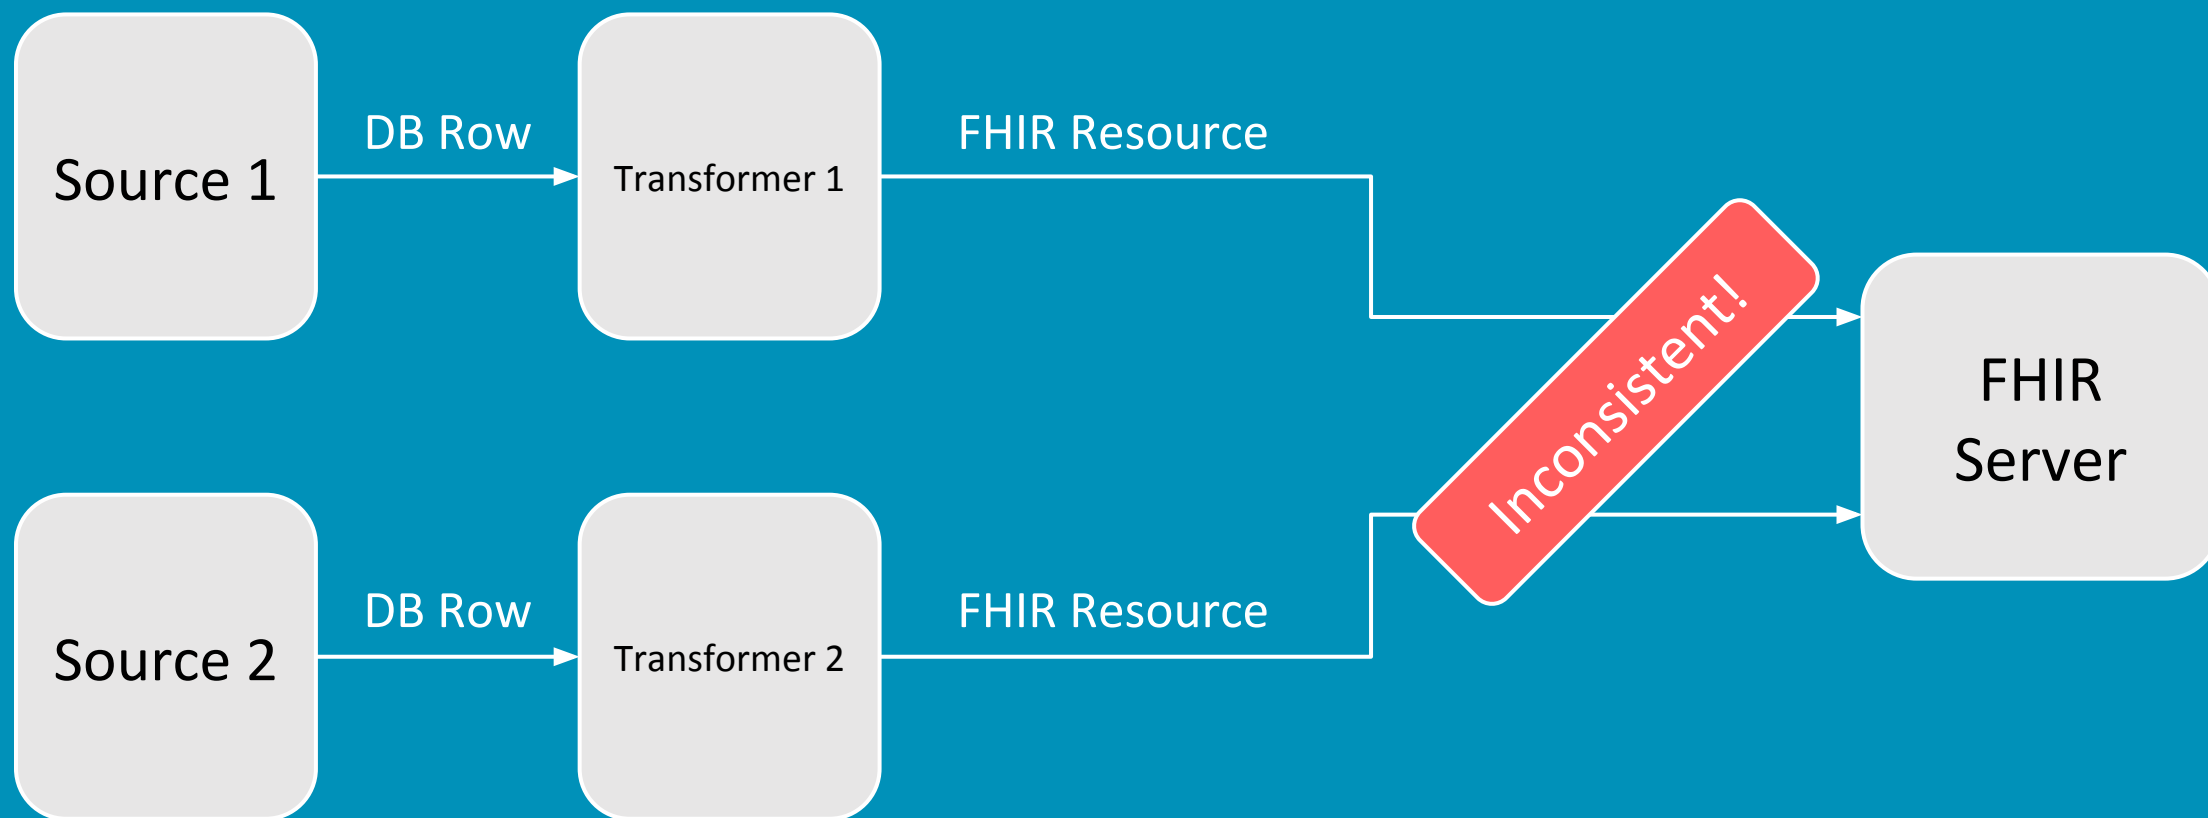 Source 1
DB Row
Transformer 1
FHIR Resource
Inconsistent!
FHIR
Server
Source 2
DB Row
Transformer 2
FHIR Resource